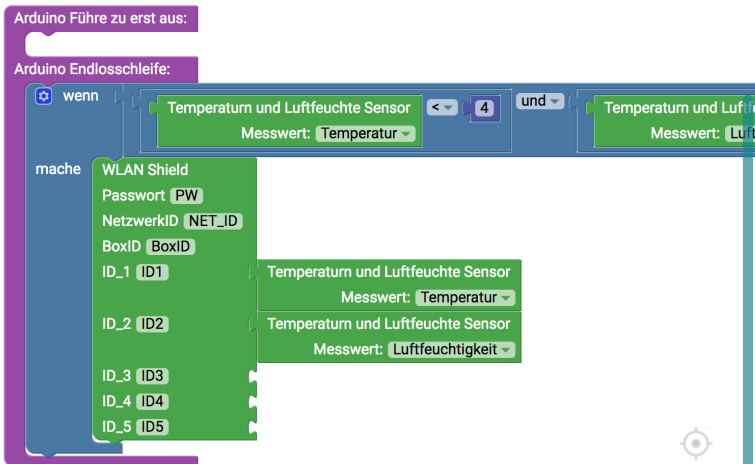 Arduino Führe zu erst aus:
Arduino Endlosschleife:
wenn
Temperaturn und Luftfeuchte Sensor < 4 und Temperaturn und
Messwert: Temperatur Messwert:
mache WLAN Shield
Passwort PW
NetzwerkID NET_ID
BoxID BoxID
ID_1 ID1 Temperaturn und Luftfeuchte Sensor
Messwert: Temperatur
ID_2 ID2 Temperaturn und Luftfeuchte Sensor
Messwert: Luftfeuchtigkeit
ID_3 ID3
ID_4 ID4
ID_5 ID5